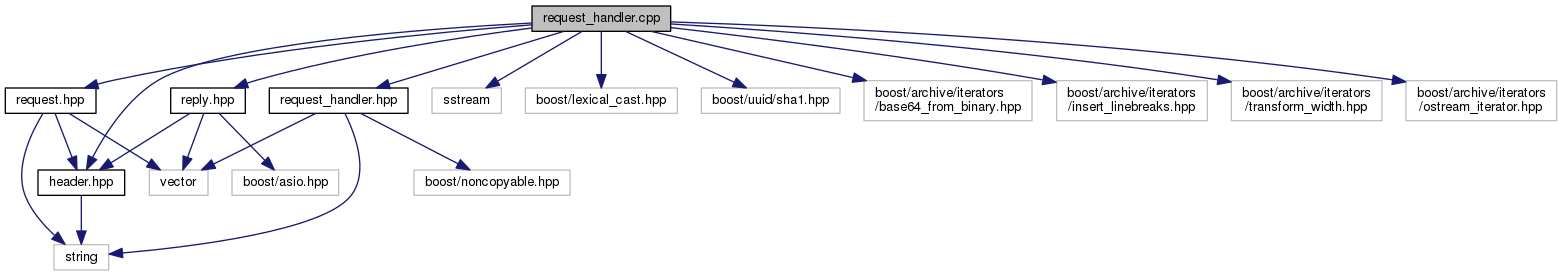 request_handler.cpp
request.hpp
reply.hpp
request_handler.hpp
sstream
boost/lexical_cast.hpp
boost/uuid/sha1.hpp
boost/archive/iterators
/base64_from_binary.hpp
boost/archive/iterators
/insert_linebreaks.hpp
boost/archive/iterators
/transform_width.hpp
boost/archive/iterators
/ostream_iterator.hpp
header.hpp
vector
boost/asio.hpp
boost/noncopyable.hpp
string